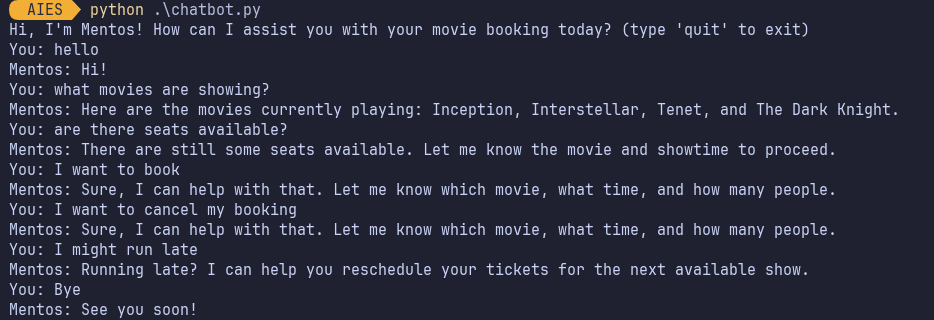 AIES python .\chatbot.py
Hi, I'm Mentos! How can I assist you with your movie booking today? (type 'quit' to exit)
You: hello
Mentos: Hi!
You: what movies are showing?
Mentos: Here are the movies currently playing: Inception, Interstellar, Tenet, and The Dark Knight.
You: are there seats available?
Mentos: There are still some seats available. Let me know the movie and showtime to proceed.
You: I want to book
Mentos: Sure, I can help with that. Let me know which movie, what time, and how many people.
You: I want to cancel my booking
Mentos: Sure, I can help with that. Let me know which movie, what time, and how many people.
You: I might run late
Mentos: Running late? I can help you reschedule your tickets for the next available show.
You: Bye
Mentos: See you soon!